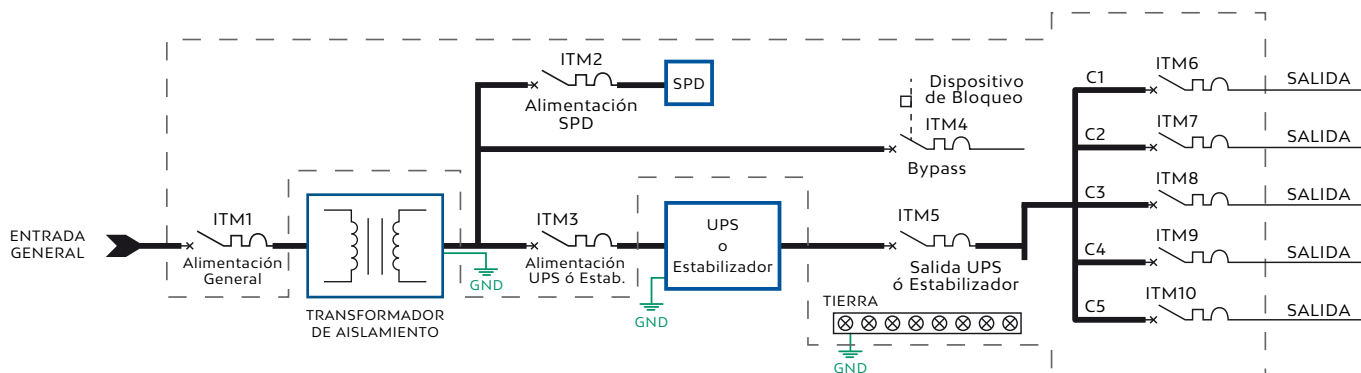 ITM2
SPD
Alimentación
SPD
Dispositivo
de Bloqueo
ITM4
Bypass
ENTRADA
GENERAL
ITM1
Alimentación
General
TRANSFORMADOR
DE AISLAMIENTO
GND
ITM3
Alimentación
UPS ó Estab.
UPS
o
Estabilizador
GND
ITM5
Salida UPS
ó Estabilizador
TIERRA
GND
C1
ITM6
SALIDA
C2
ITM7
SALIDA
C3
ITM8
SALIDA
C4
ITM9
SALIDA
C5
ITM10
SALIDA